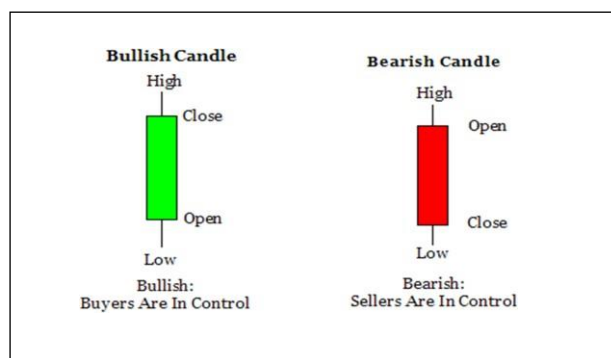 Bullish Candle
High
Close
Open
Low
Bullish:
Buyers Are In Control
Bearish Candle
High
Open
Close
Low
Bearish:
Sellers Are In Control